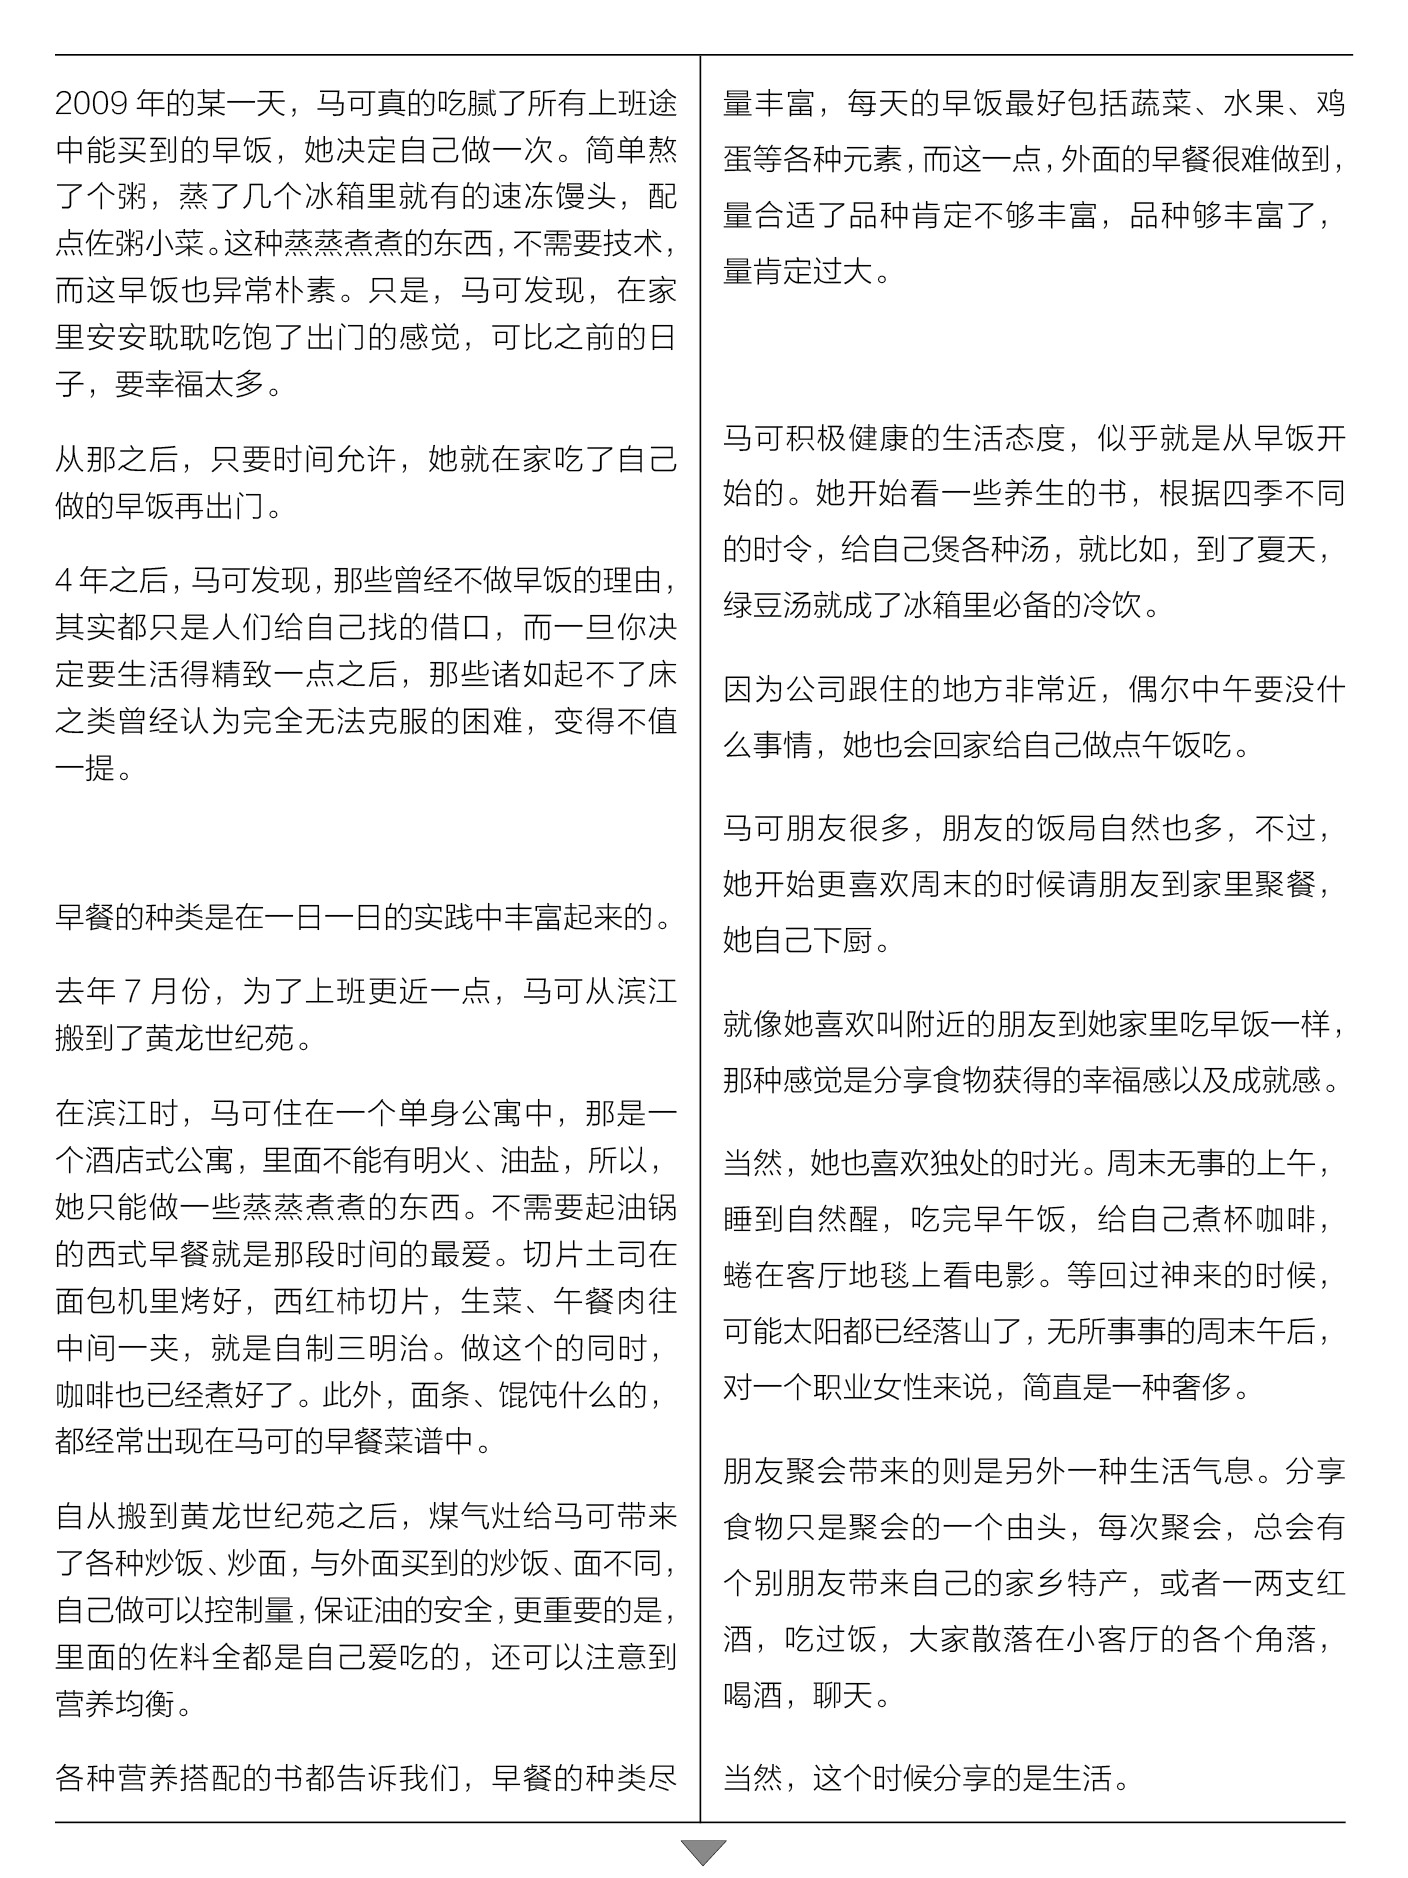 2009 年的某一天，马可真的吃腻了所有上班途
中能买到的早饭，她决定自己做一次。简单熬
了个粥，蒸了几个冰箱里就有的速冻馒头，配
点佐粥小菜。这种蒸蒸煮煮的东西，不需要技术，
而这早饭也异常朴素。只是，马可发现，在家
里安安耽耽吃饱了出门的感觉，可比之前的日
子，要幸福太多。
从那之后，只要时间允许，她就在家吃了自己
做的早饭再出门。
4 年之后，马可发现，那些曾经不做早饭的理由，
其实都只是人们给自己找的借口，而一旦你决
定要生活得精致一点之后，那些诸如起不了床
之类曾经认为完全无法克服的困难，变得不值
一提。
早餐的种类是在一日一日的实践中丰富起来的。
去年 7 月份，为了上班更近一点，马可从滨江
搬到了黄龙世纪苑。
在滨江时，马可住在一个单身公寓中，那是一
个酒店式公寓，里面不能有明火、油盐，所以，
她只能做一些蒸蒸煮煮的东西。不需要起油锅
的西式早餐就是那段时间的最爱。切片土司在
面包机里烤好，西红柿切片，生菜、午餐肉往
中间一夹，就是自制三明治。做这个的同时，
咖啡也已经煮好了。此外，面条、馄饨什么的，
都经常出现在马可的早餐菜谱中。
自从搬到黄龙世纪苑之后，煤气灶给马可带来
了各种炒饭、炒面，与外面买到的炒饭、面不同，
自己做可以控制量，保证油的安全，更重要的是，
里面的佐料全都是自己爱吃的，还可以注意到
营养均衡。
各种营养搭配的书都告诉我们，早餐的种类尽
量丰富，每天的早饭最好包括蔬菜、水果、鸡
蛋等各种元素，而这一点，外面的早餐很难做到，
量合适了品种肯定不够丰富，品种够丰富了，
量肯定过大。
马可积极健康的生活态度，似乎就是从早饭开
始的。她开始看一些养生的书，根据四季不同
的时令，给自己煲各种汤，就比如，到了夏天，
绿豆汤就成了冰箱里必备的冷饮。
因为公司跟住的地方非常近，偶尔中午要没什
么事情，她也会回家给自己做点午饭吃。
马可朋友很多，朋友的饭局自然也多，不过，
她开始更喜欢周末的时候请朋友到家里聚餐，
她自己下厨。
就像她喜欢叫附近的朋友到她家里吃早饭一样，
那种感觉是分享食物获得的幸福感以及成就感。
当然，她也喜欢独处的时光。周末无事的上午，
睡到自然醒，吃完早午饭，给自己煮杯咖啡，
蜷在客厅地毯上看电影。等回过神来的时候，
可能太阳都已经落山了，无所事事的周末午后，
对一个职业女性来说，简直是一种奢侈。
朋友聚会带来的则是另外一种生活气息。分享
食物只是聚会的一个由头，每次聚会，总会有
个别朋友带来自己的家乡特产，或者一两支红
酒，吃过饭，大家散落在小客厅的各个角落，
喝酒，聊天。
当然，这个时候分享的是生活。